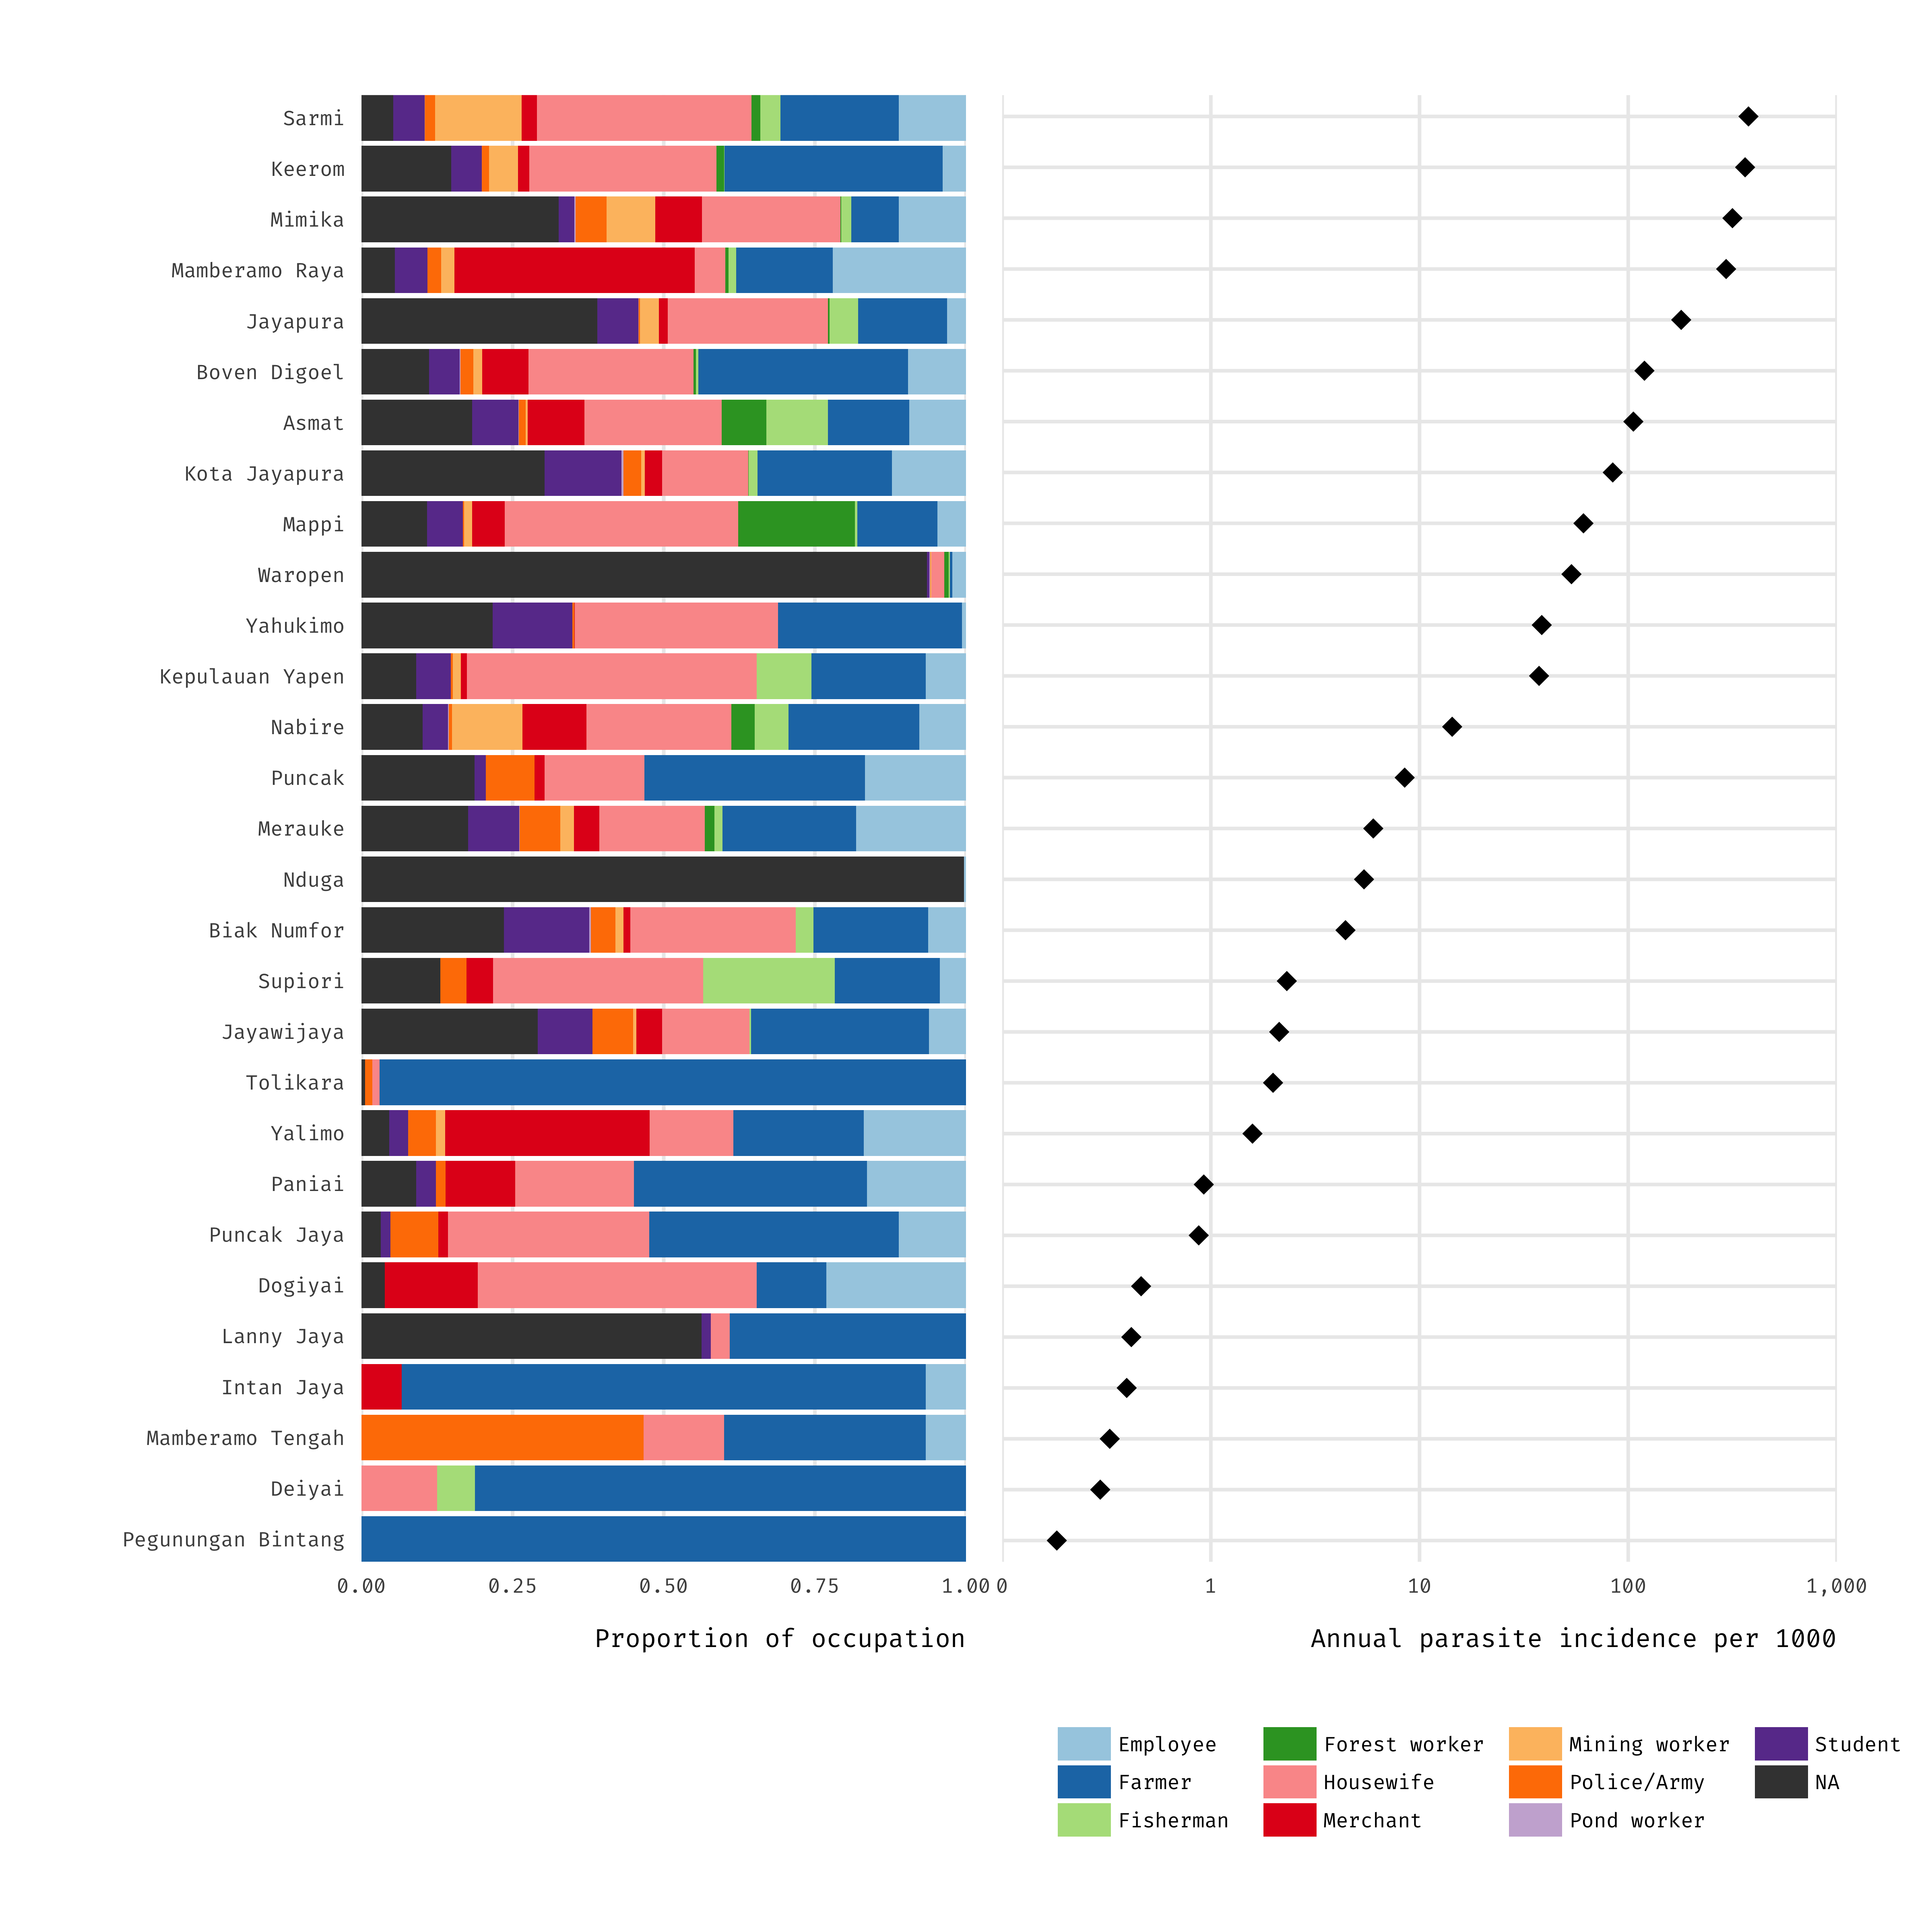 Sarmi
Keerom
Mimika
Mamberamo Raya
Jayapura
Boven Digoel
Asmat
Kota Jayapura
Mappi
Waropen
Yahukimo
Kepulauan Yapen
Nabire
Puncak
Merauke
Nduga
Biak Numfor
Supiori
Jayawijaya
Tolikara
Yalimo
Paniai
Puncak Jaya
Dogiyai
Lanny Jaya
Intan Jaya
Mamberamo Tengah
Deiyai
Pegunungan Bintang
0.00 0.25 0.50 0.75 1.00 0 1 10 100 1,000
Proportion of occupation Annual parasite incidence per 1000
Employee Forest worker Mining worker Student
Farmer Housewife Police/Army NA
Fisherman Merchant Pond worker